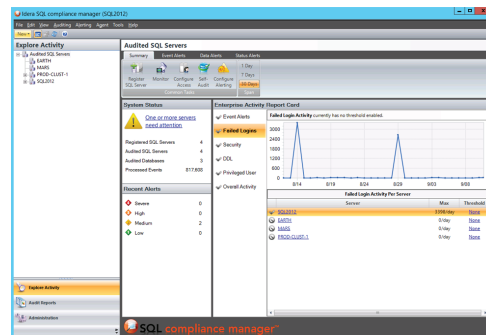 Idera SQL compliance manager (SQL2012)
File Edit View Auditing Alerting Agent Tools Help
New
Explore Activity
Audited SQL Servers
EARTH
MARS
PROD-CLUST-1
SQL2012
Explore Activity
Audit Reports
Administration
Audited SQL Servers
Summary Event Alerts Data Alerts Status Alerts
Register SQL Server
Monitor
Configure Access
Self-Audit
Configure Alerting
1 Day
7 Days
30 Days
Common Tasks
Span
System Status
One or more servers
need attention
Registered SQL Servers 4
Audited SQL Servers 4
Audited Databases 3
Processed Events 817,608
Recent Alerts
Severe 0
High 0
Medium 2
Low 0
Enterprise Activity Report Card
Event Alerts
Failed Logins
Security
DDL
Privileged User
Overall Activity
Failed Login Activity currently has no threshold enabled.
3000
2400
1800
1200
600
0
8/14 8/19 8/24 8/29 9/03 9/08
Failed Login Activity Per Server
Server Max Threshold
SQL2012 None
EARTH 0/day None
MARS 0/day None
PROD-CLUST-1 0/day None
SQL compliance manager